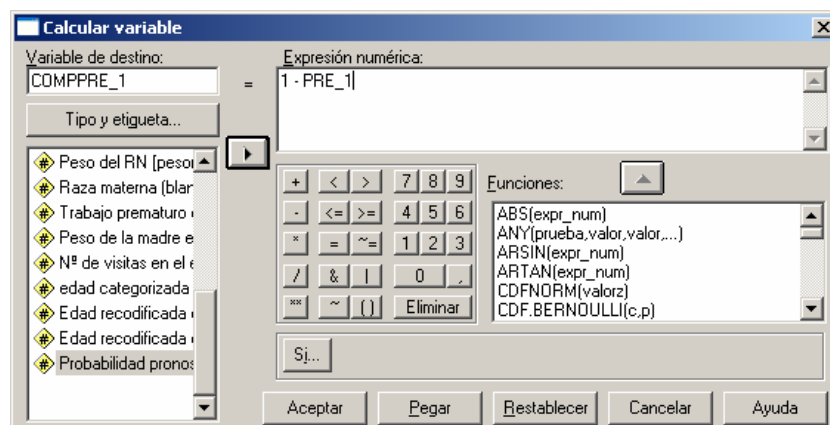 Calcular variable
Variable de destino:
COMPPRE_1
=
Expresión numérica:
1 - PRE_1
Tipo y etiqueta...
Peso del RN [peso
Raza materna (blan
Trabajo prematuro
Peso de la madre e
Nº de visitas en el
edad categorizada
Edad recodificada
Edad recodificada
Probabilidad pronos
+ < > 7 8 9
- <= >= 4 5 6
* = ~= 1 2 3
/ & | 0 ,
** ~ () Eliminar
Funciones:
ABS(expr_num)
ANY(prueba,valor,valor,...)
ARSIN(expr_num)
ARTAN(expr_num)
CDFNORM(valorz)
CDF.BERNOULLI(c,p)
Si...
Aceptar
Pegar
Restablecer
Cancelar
Ayuda